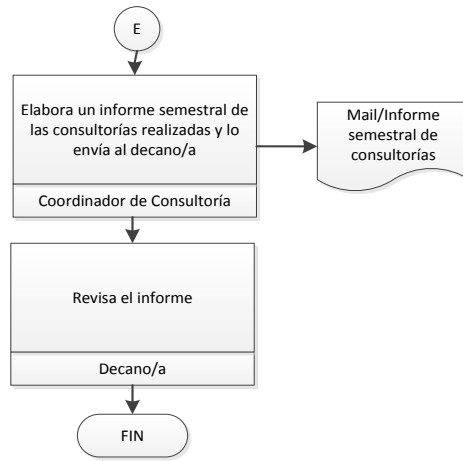 E
Elabora un informe semestral de
las consultorías realizadas y lo
envía al decano/a
Mail/Informe
semestral de
consultorías
Coordinador de Consultoría
Revisa el informe
Decano/a
FIN